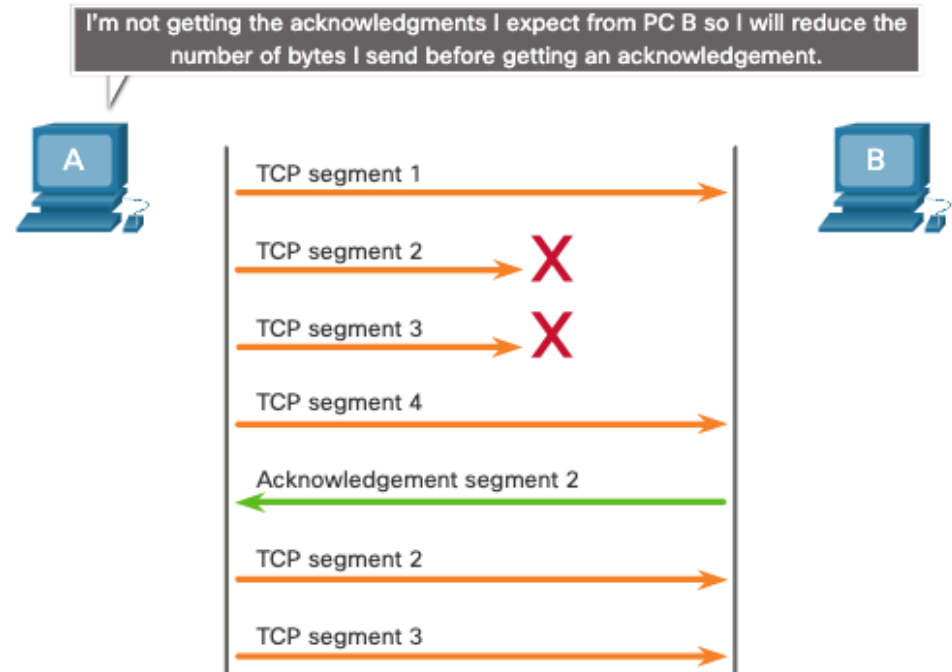 I'm not getting the acknowledgments I expect from PC B so I will reduce the
number of bytes I send before getting an acknowledgement.
A
B
TCP segment 1
TCP segment 2
X
TCP segment 3
X
TCP segment 4
Acknowledgement segment 2
TCP segment 2
TCP segment 3